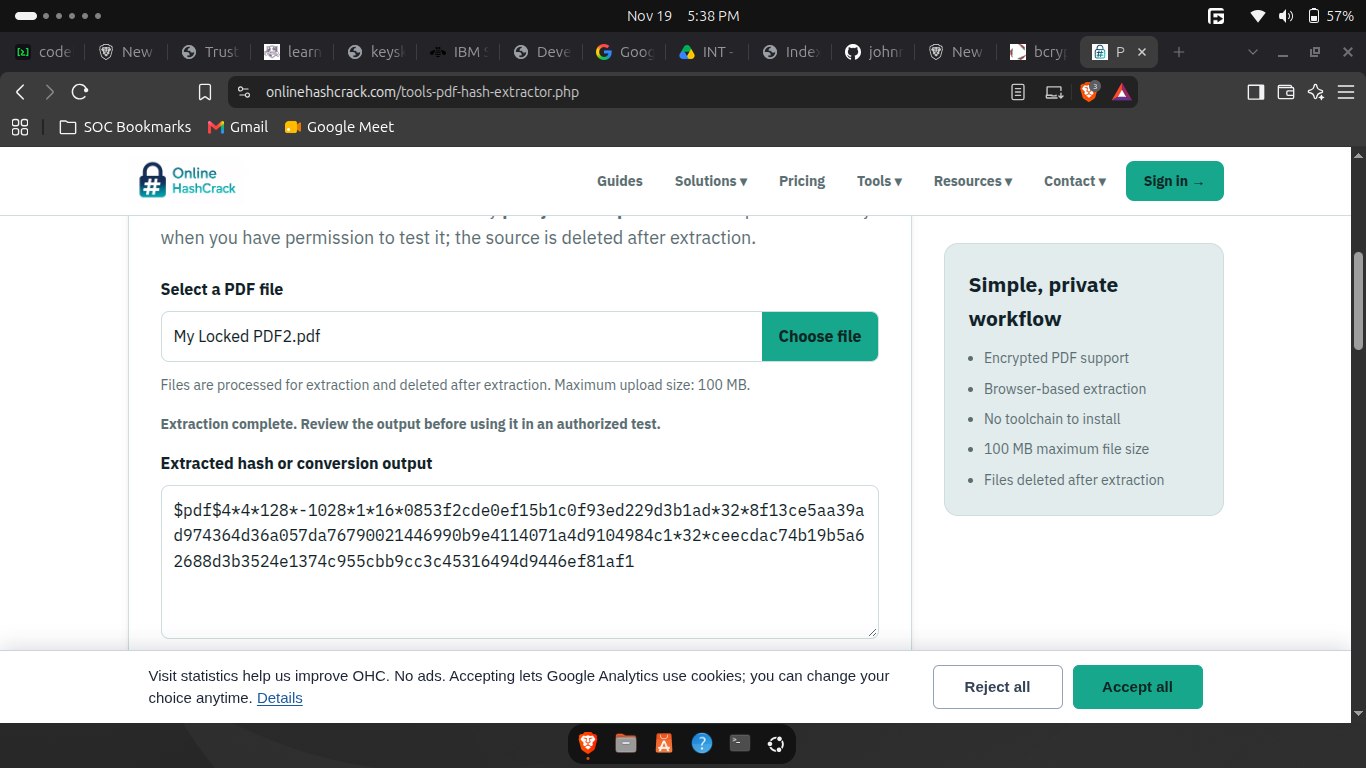 Nov 19 5:38 PM
57%
code
New
Trust
learn
keysk
IBM S
Deve
Goog
INT -
Index
johnr
New
bcryp
P
onlinehashcrack.com/tools-pdf-hash-extractor.php
3
SOC Bookmarks
Gmail
Google Meet
Online
HashCrack
Guides
Solutions ▾
Pricing
Tools ▾
Resources ▾
Contact ▾
Sign in →
when you have permission to test it; the source is deleted after extraction.
Select a PDF file
My Locked PDF2.pdf
Choose file
Files are processed for extraction and deleted after extraction. Maximum upload size: 100 MB.
Extraction complete. Review the output before using it in an authorized test.
Extracted hash or conversion output
$pdf$4*4*128*-1028*1*16*0853f2cde0ef15b1c0f93ed229d3b1ad*32*8f13ce5aa39a
d974364d36a057da76790021446990b9e4114071a4d9104984c1*32*ceecdac74b19b5a6
2688d3b3524e1374c955cbb9cc3c45316494d9446ef81af1
Simple, private
workflow
• Encrypted PDF support
• Browser-based extraction
• No toolchain to install
• 100 MB maximum file size
• Files deleted after extraction
Visit statistics help us improve OHC. No ads. Accepting lets Google Analytics use cookies; you can change your
choice anytime. Details
Reject all
Accept all